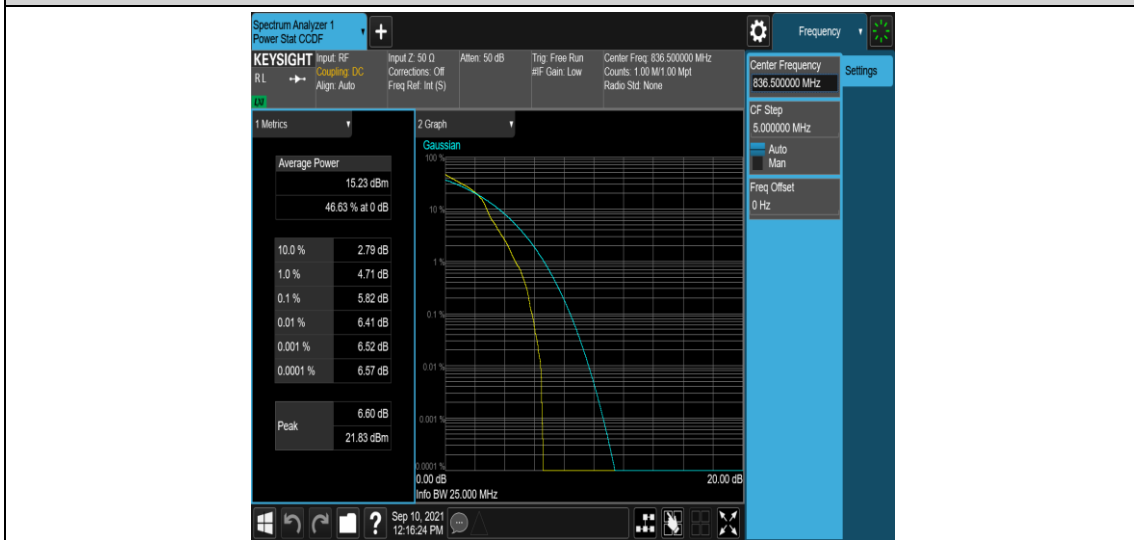 Spectrum Analyzer 1
Power Stat CCDF
+
Frequency
KEYSIGHT
RL
LXI
Input: RF
Coupling: DC
Align: Auto
Input Z: 50 Ω
Corrections: Off
Freq Ref: Int (S)
Atten: 50 dB
Trig: Free Run
#IF Gain: Low
Center Freq: 836.500000 MHz
Counts: 1.00 M/1.00 Mpt
Radio Std: None
Center Frequency
836.500000 MHz
Settings
CF Step
5.000000 MHz
Auto
Man
Freq Offset
0 Hz
1 Metrics
Average Power
15.23 dBm
46.63 % at 0 dB
10.0 % 2.79 dB
1.0 % 4.71 dB
0.1 % 5.82 dB
0.01 % 6.41 dB
0.001 % 6.52 dB
0.0001 % 6.57 dB
Peak
6.60 dB
21.83 dBm
2 Graph
Gaussian
100 %
10 %
1 %
0.1 %
0.01 %
0.001 %
0.0001 %
0.00 dB 20.00 dB
Info BW 25.000 MHz
?
Sep 10, 2021
12:16:24 PM